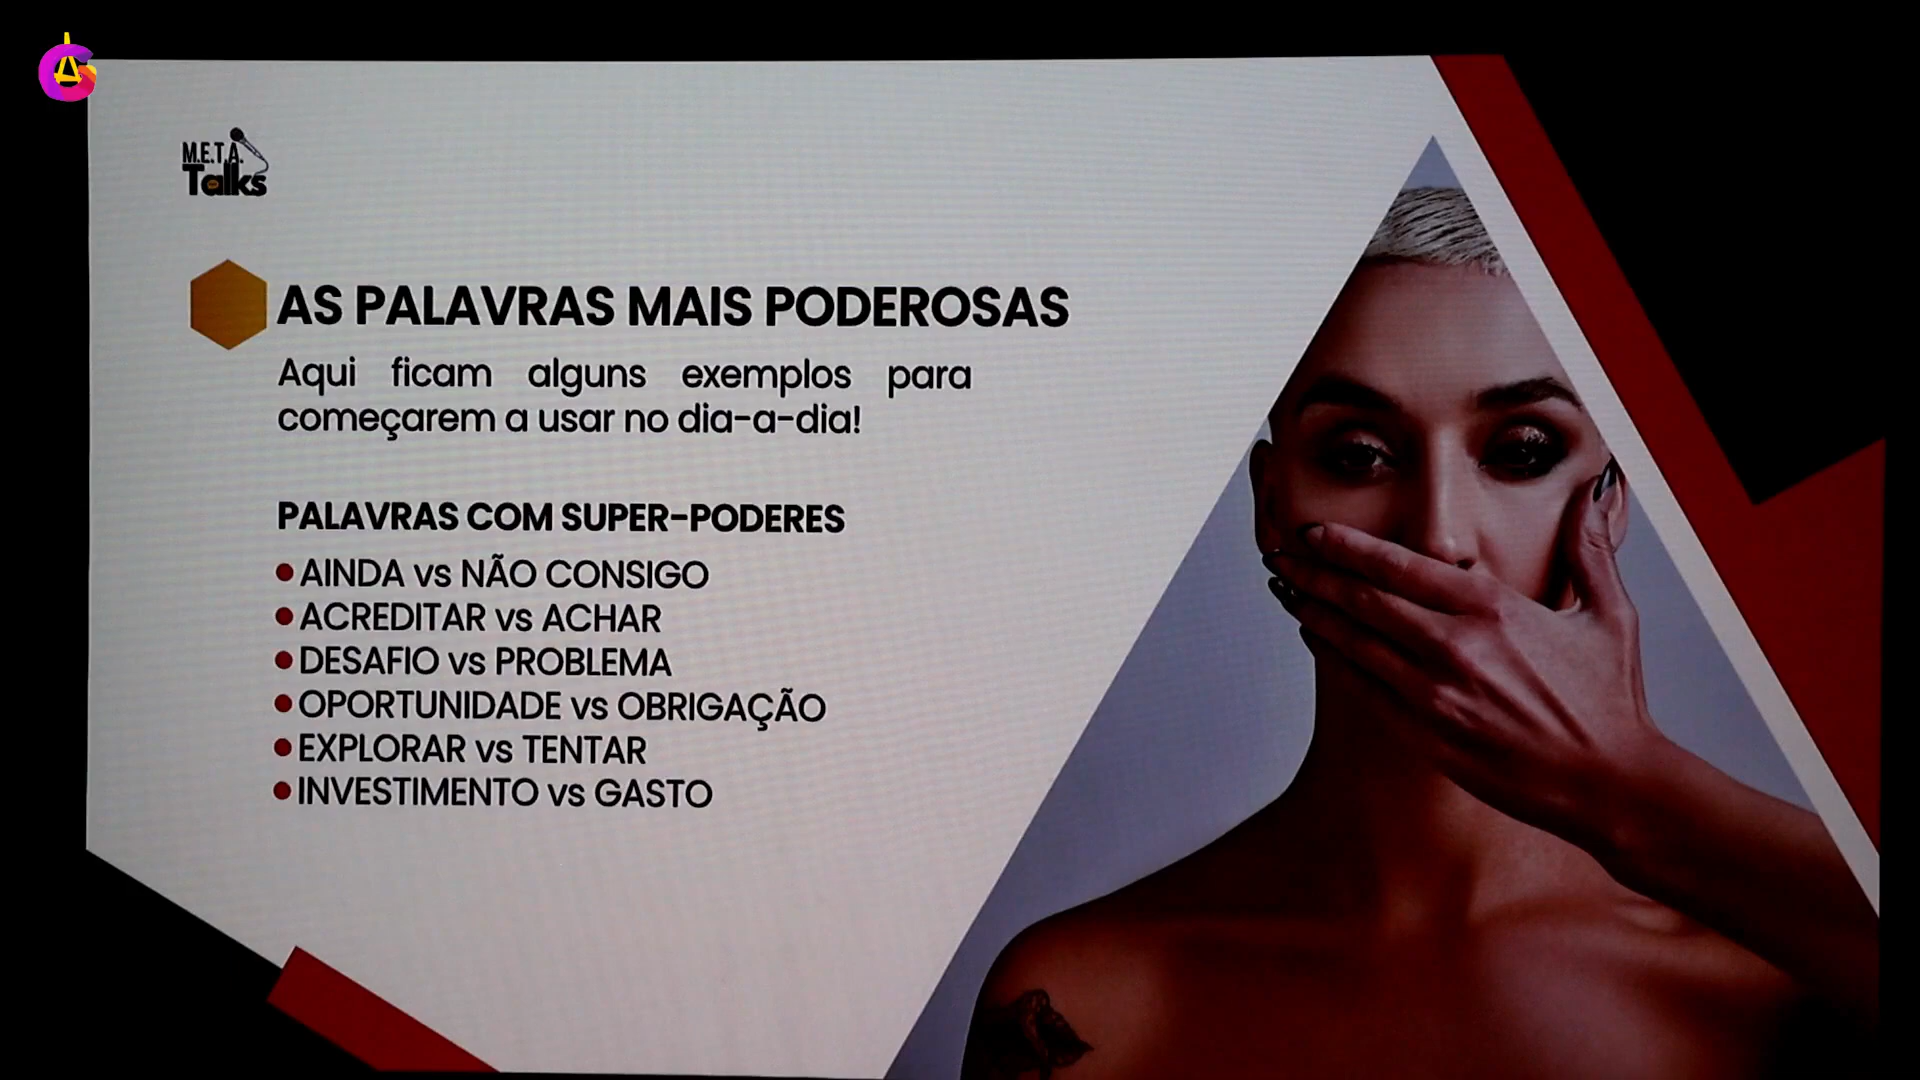 M.E.T.A.
Talks
AS PALAVRAS MAIS PODEROSAS
Aqui ficam alguns exemplos para
começarem a usar no dia-a-dia!
PALAVRAS COM SUPER-PODERES
AINDA vs NÃO CONSIGO
ACREDITAR vs ACHAR
DESAFIO vs PROBLEMA
OPORTUNIDADE vs OBRIGAÇÃO
EXPLORAR vs TENTAR
INVESTIMENTO vs GASTO